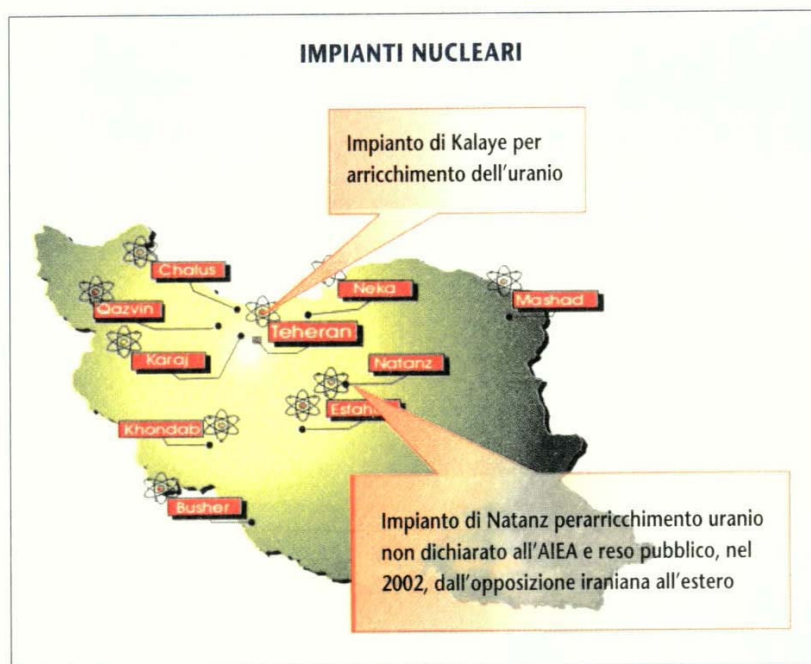 IMPIANTI NUCLEARI
Impianto di Kalaye per
arricchimento dell'uranio
Chalus
Neka
Mashad
Qazvin
Teheran
Karaj
Natanz
Khondab
Busher
Impianto di Natanz perarricchimento uranio
non dichiarato all'AIEA e reso pubblico, nel
2002, dall'opposizione iraniana all'estero